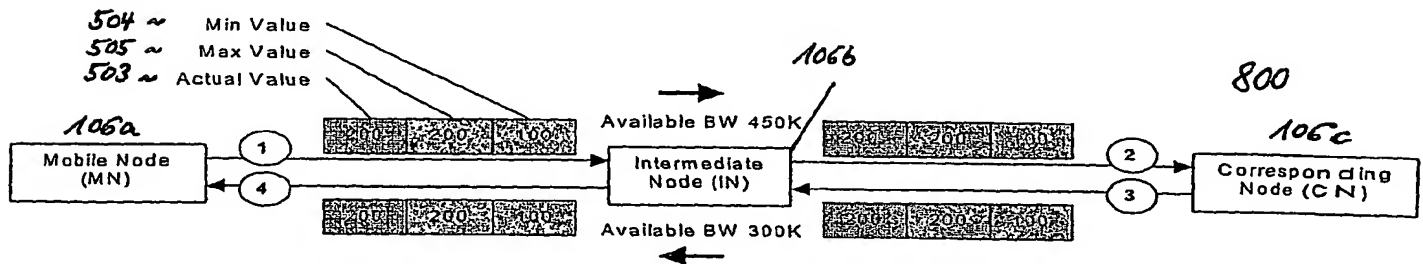 504 ~ Min Value
505 ~ Max Value
503 ~ Actual Value
106b
800
106a
106c
200 200 100
Available BW 450K
200 200 100
Mobile Node
(MN)
1
Intermediate
Node (IN)
2
Corresponding
Node (CN)
4
3
200 200 100
Available BW 300K
200 200 100